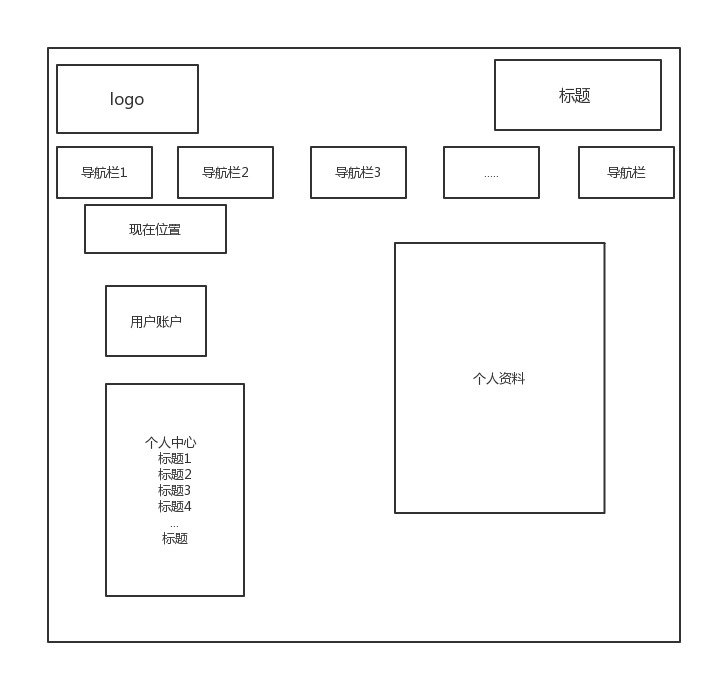 logo
标题
导航栏1
导航栏2
导航栏3
.....
导航栏
现在位置
用户账户
个人资料
个人中心
标题1
标题2
标题3
标题4
...
标题